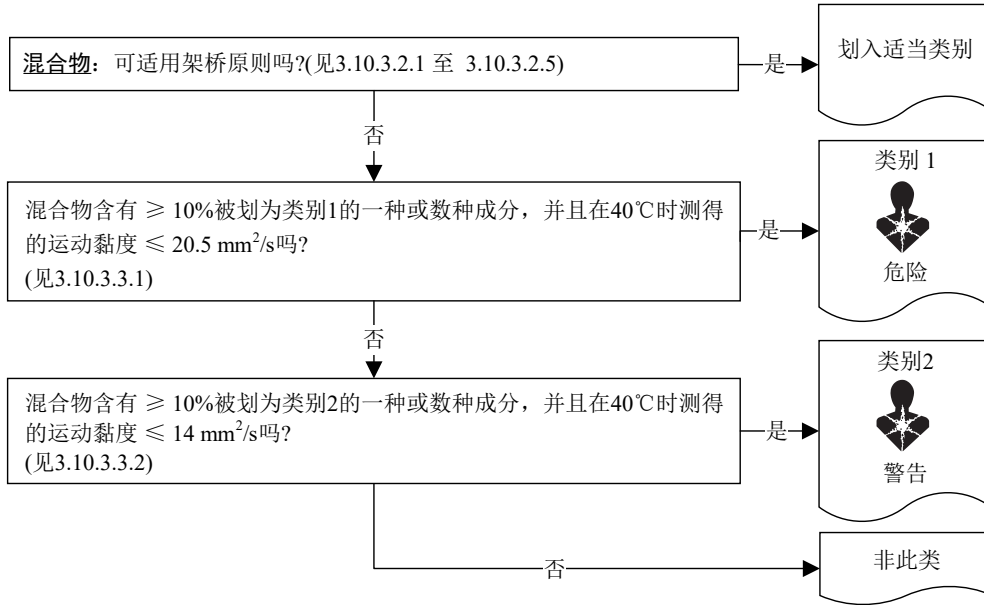 混合物：可适用架桥原则吗?(见3.10.3.2.1 至 3.10.3.2.5)
是
划入适当类别
否
混合物含有 ≥ 10%被划为类别1的一种或数种成分，并且在40℃时测得
的运动黏度 ≤ 20.5 mm²/s吗?
(见3.10.3.3.1)
是
类别 1
危险
否
混合物含有 ≥ 10%被划为类别2的一种或数种成分，并且在40℃时测得
的运动黏度 ≤ 14 mm²/s吗?
(见3.10.3.3.2)
是
类别2
警告
否
非此类